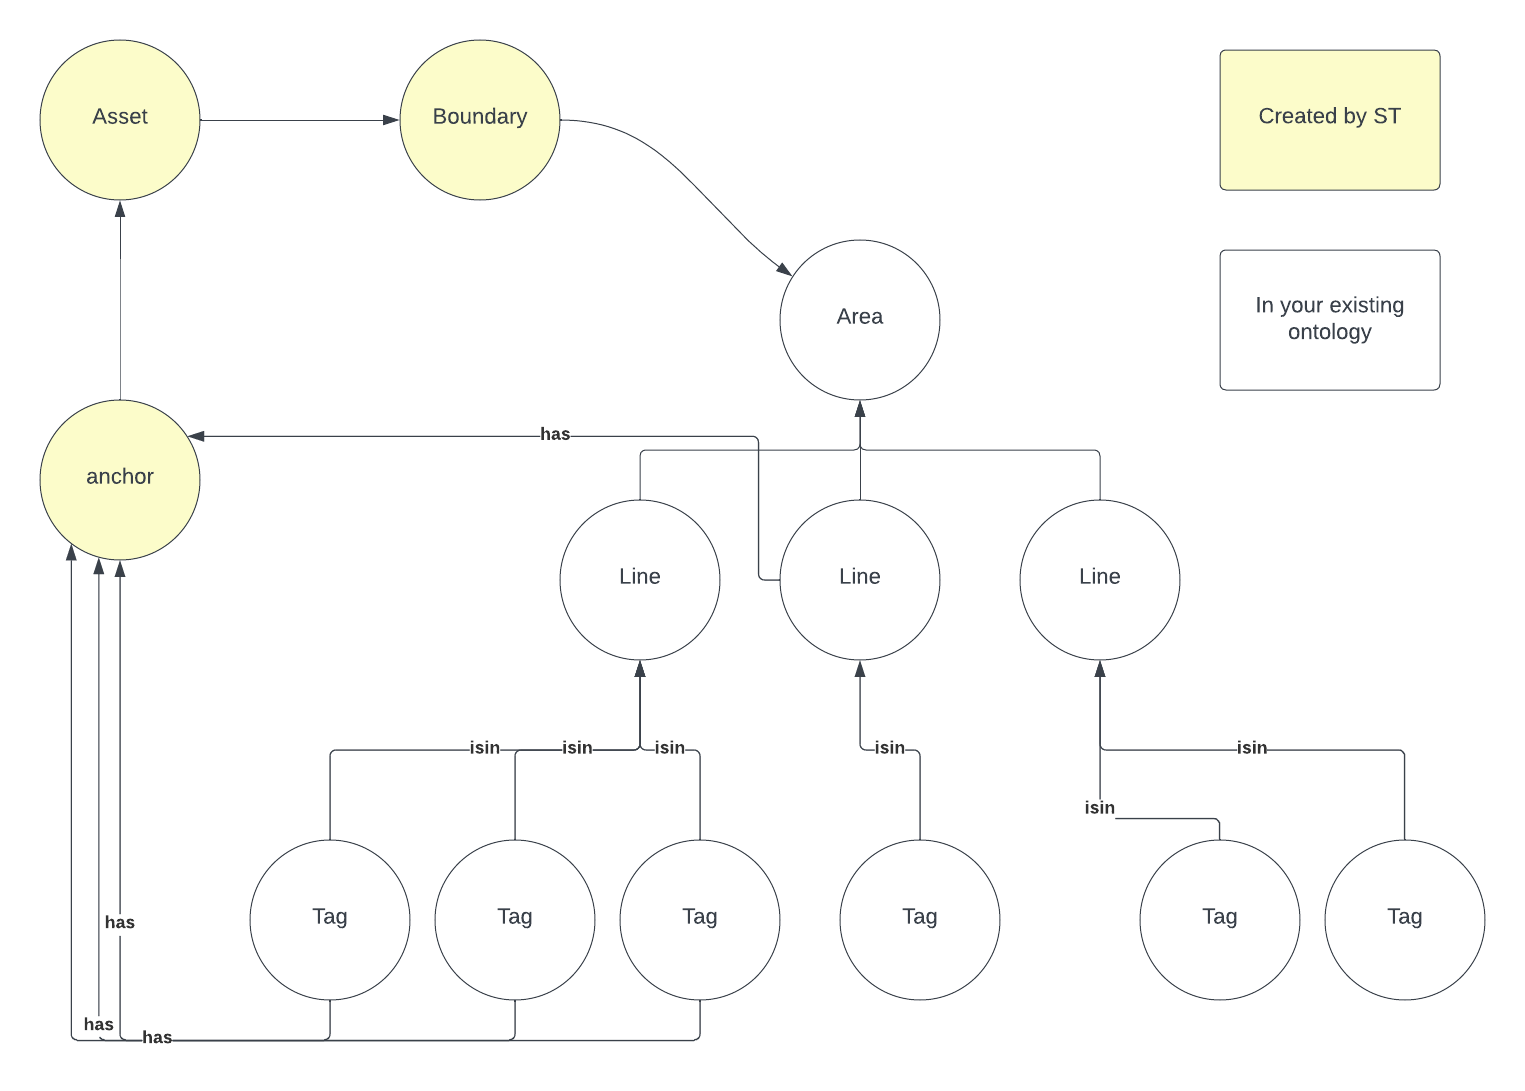 Asset
Boundary
Created by ST
Area
In your existing
ontology
has
anchor
Line
Line
Line
isin
isin
isin
isin
isin
isin
Tag
Tag
Tag
Tag
Tag
Tag
has
has
has